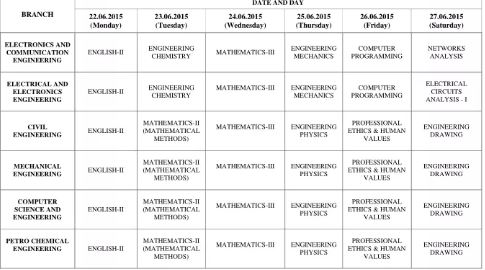 DATE AND DAY
BRANCH
22.06.2015 (Monday)
23.06.2015 (Tuesday)
24.06.2015 (Wednesday)
25.06.2015 (Thursday)
26.06.2015 (Friday)
27.06.2015 (Saturday)
ELECTRONICS AND
COMMUNICATION
ENGINEERING
ENGLISH-II
ENGINEERING
CHEMISTRY
MATHEMATICS-III
ENGINEERING
MECHANICS
COMPUTER
PROGRAMMING
NETWORKS
ANALYSIS
ELECTRICAL AND
ELECTRONICS
ENGINEERING
ENGLISH-II
ENGINEERING
CHEMISTRY
MATHEMATICS-III
ENGINEERING
MECHANICS
COMPUTER
PROGRAMMING
ELECTRICAL
CIRCUITS
ANALYSIS - I
CIVIL
ENGINEERING
ENGLISH-II
MATHEMATICS-II
(MATHEMATICAL
METHODS)
MATHEMATICS-III
ENGINEERING
PHYSICS
PROFESSIONAL
ETHICS & HUMAN
VALUES
ENGINEERING
DRAWING
MECHANICAL
ENGINEERING
ENGLISH-II
MATHEMATICS-II
(MATHEMATICAL
METHODS)
MATHEMATICS-III
ENGINEERING
PHYSICS
PROFESSIONAL
ETHICS & HUMAN
VALUES
ENGINEERING
DRAWING
COMPUTER
SCIENCE AND
ENGINEERING
ENGLISH-II
MATHEMATICS-II
(MATHEMATICAL
METHODS)
MATHEMATICS-III
ENGINEERING
PHYSICS
PROFESSIONAL
ETHICS & HUMAN
VALUES
ENGINEERING
DRAWING
PETRO CHEMICAL
ENGINEERING
ENGLISH-II
MATHEMATICS-II
(MATHEMATICAL
METHODS)
MATHEMATICS-III
ENGINEERING
PHYSICS
PROFESSIONAL
ETHICS & HUMAN
VALUES
ENGINEERING
DRAWING